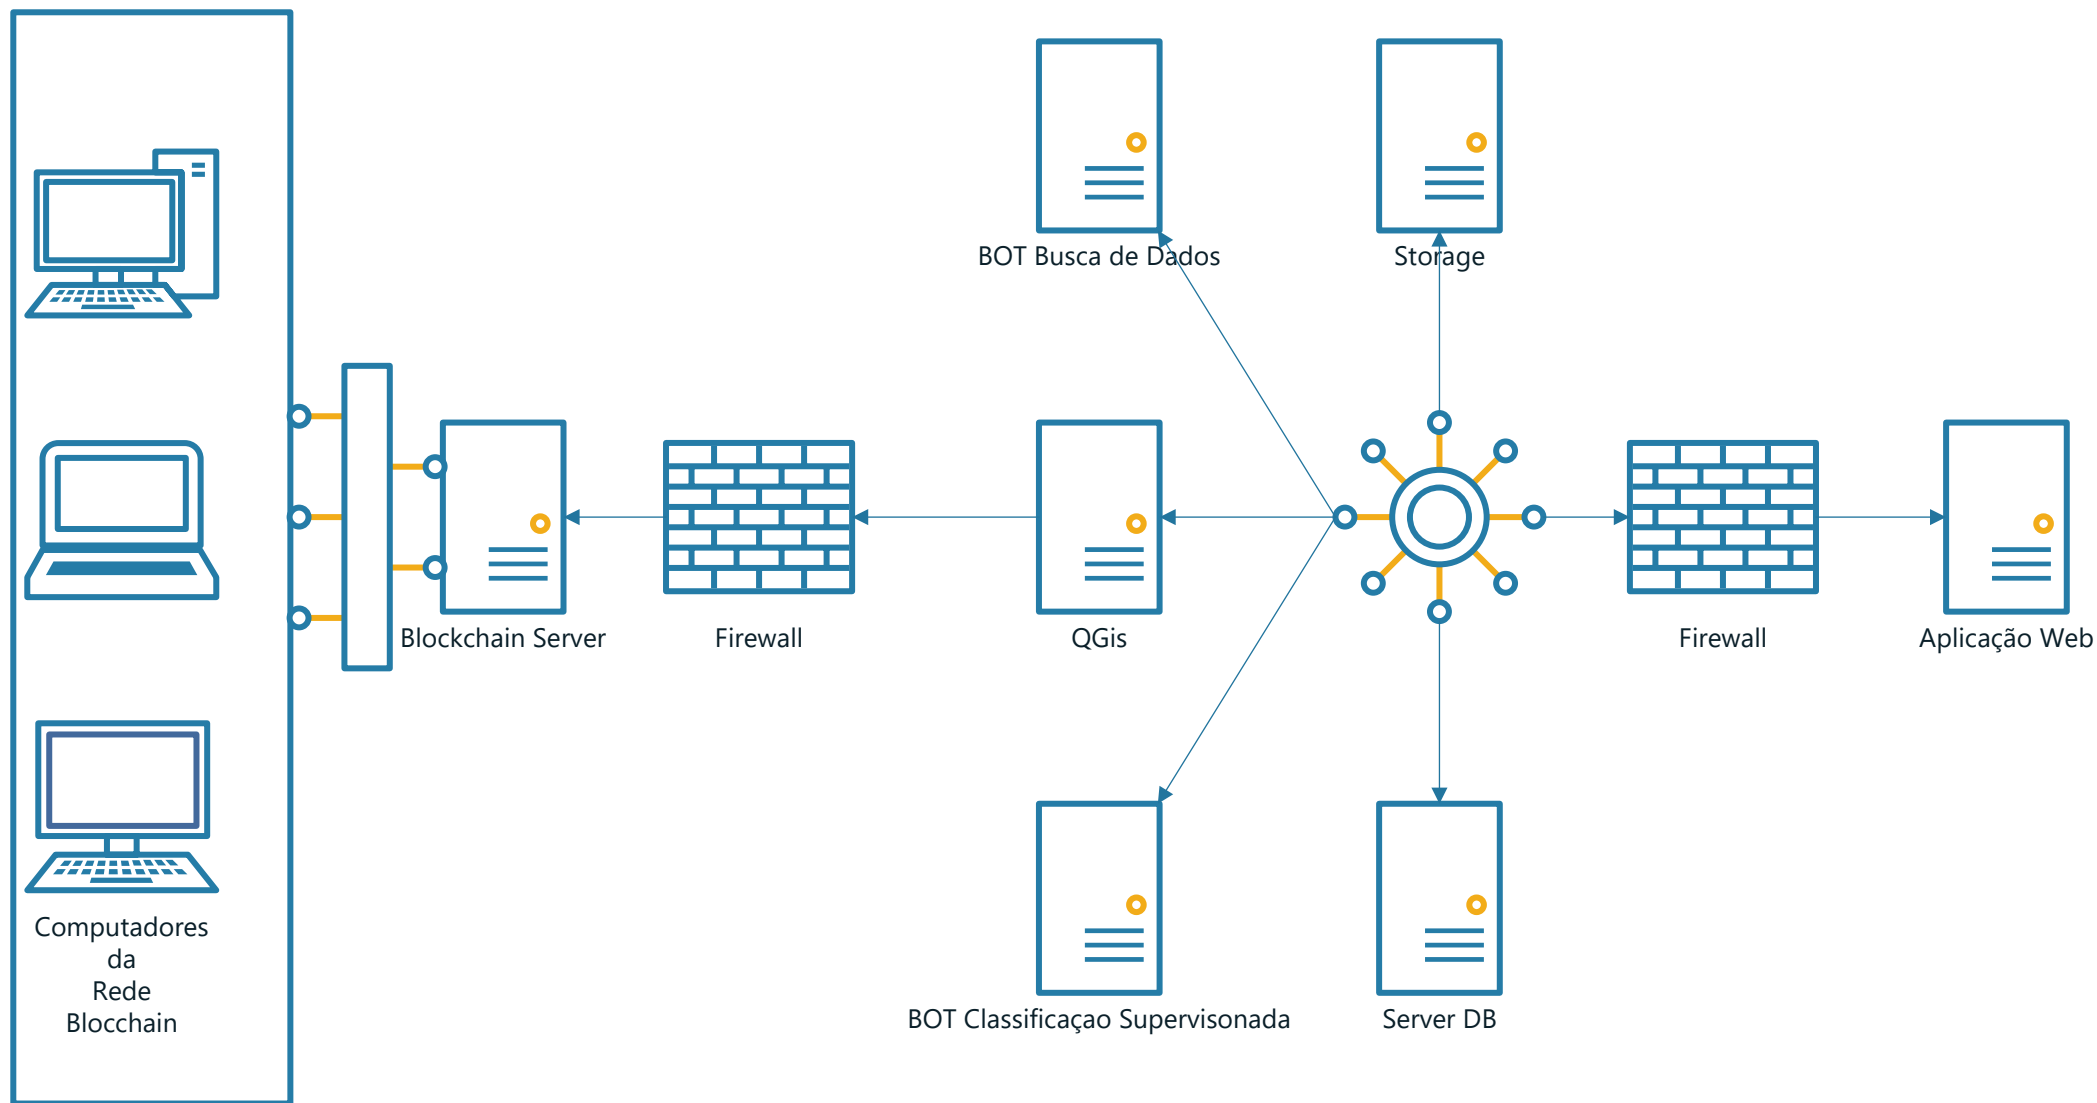 BOT Busca de Dados
Storage
Blockchain Server
Firewall
QGis
Firewall
Aplicação Web
Computadores
da
Rede
Blocchain
BOT Classificaçao Supervisonada
Server DB